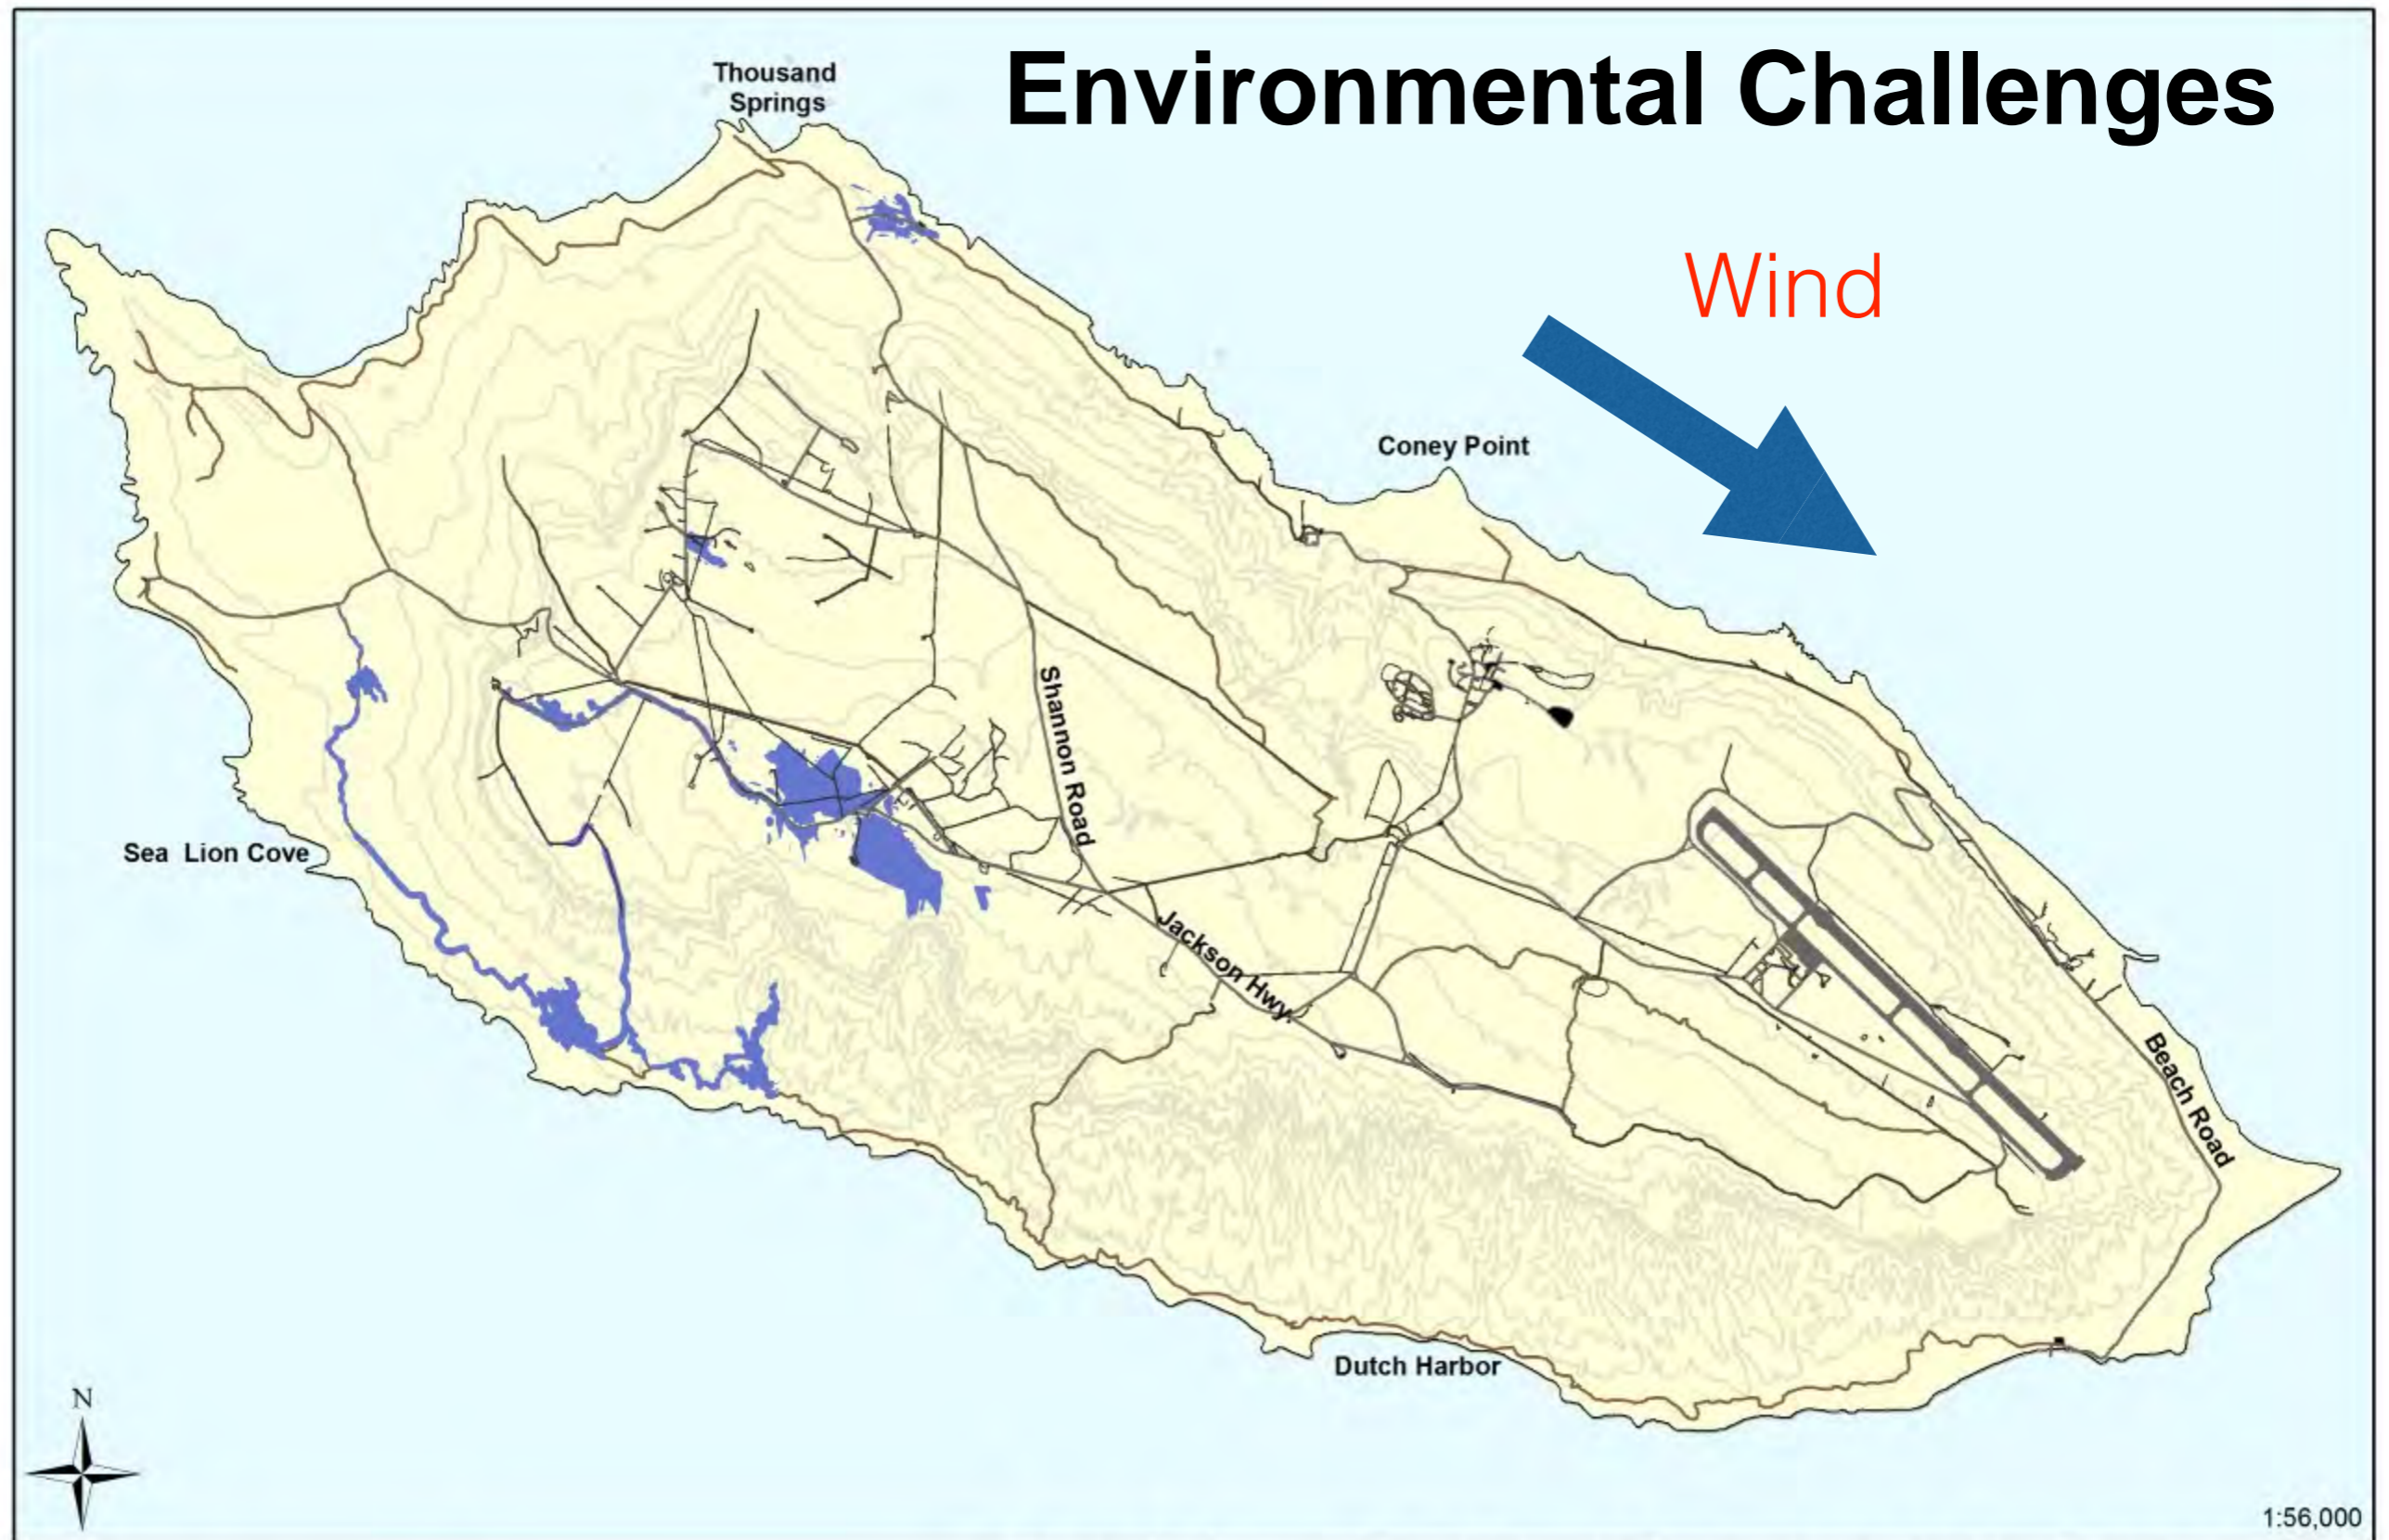 Environmental Challenges
Thousand
Springs
Wind
Coney Point
Shannon Road
Sea Lion Cove
Jackson Hwy.
Beach Road
Dutch Harbor
N
1:56,000